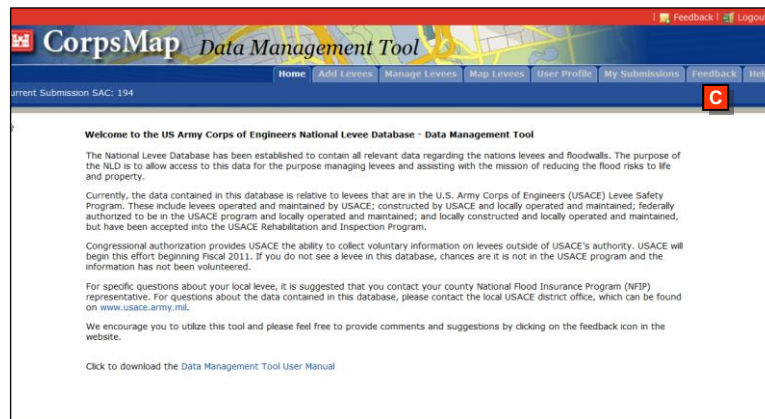 | Feedback | Logout
CorpsMap Data Management Tool
Home Add Levees Manage Levees Map Levees User Profile My Submissions Feedback Help
urrent Submission SAC: 194
C
Welcome to the US Army Corps of Engineers National Levee Database - Data Management Tool
The National Levee Database has been established to contain all relevant data regarding the nations levees and floodwalls. The purpose of
the NLD is to allow access to this data for the purpose managing levees and assisting with the mission of reducing the flood risks to life
and property.
Currently, the data contained in this database is relative to levees that are in the U.S. Army Corps of Engineers (USACE) Levee Safety
Program. These include levees operated and maintained by USACE; constructed by USACE and locally operated and maintained; federally
authorized to be in the USACE program and locally operated and maintained; and locally constructed and locally operated and maintained,
but have been accepted into the USACE Rehabilitation and Inspection Program.
Congressional authorization provides USACE the ability to collect voluntary information on levees outside of USACE's authority. USACE will
begin this effort beginning Fiscal 2011. If you do not see a levee in this database, chances are it is not in the USACE program and the
information has not been volunteered.
For specific questions about your local levee, it is suggested that you contact your county National Flood Insurance Program (NFIP)
representative. For questions about the data contained in this database, please contact the local USACE district office, which can be found
on www.usace.army.mil.
We encourage you to utilize this tool and please feel free to provide comments and suggestions by clicking on the feedback icon in the
website.
Click to download the Data Management Tool User Manual